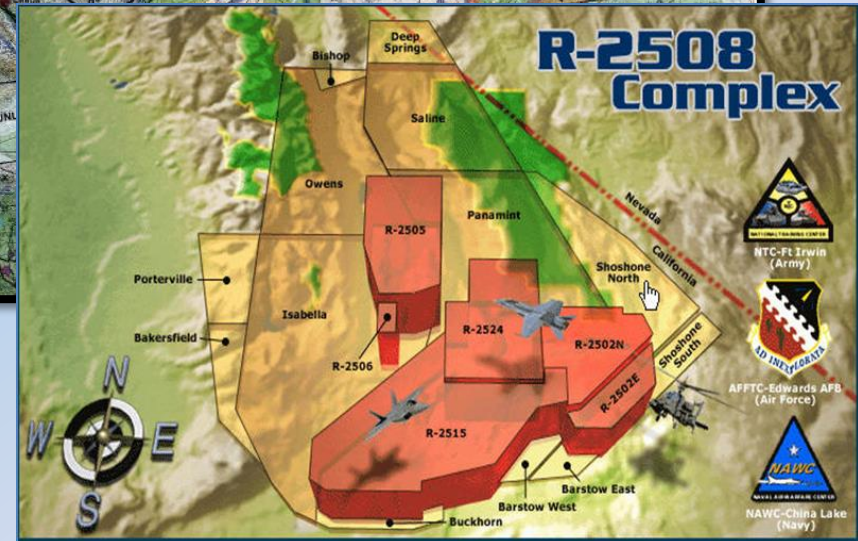 R-2508
Complex
Deep
Springs
Bishop
Saline
Owens
R-2505
Panamint
Nevada
California
Shoshone
North
Porterville
Isabella
Bakersfield
R-2506
R-2524
R-2502N
Shoshone
South
R-2502E
R-2515
Barstow East
Barstow West
Buckhorn
N
W
E
S
NATIONAL TRAINING CENTER
NTC-Ft Irwin
(Army)
AD INEXPLORATA
AFFTC-Edwards AFB
(Air Force)
NAWC
NAWC-China Lake
(Navy)